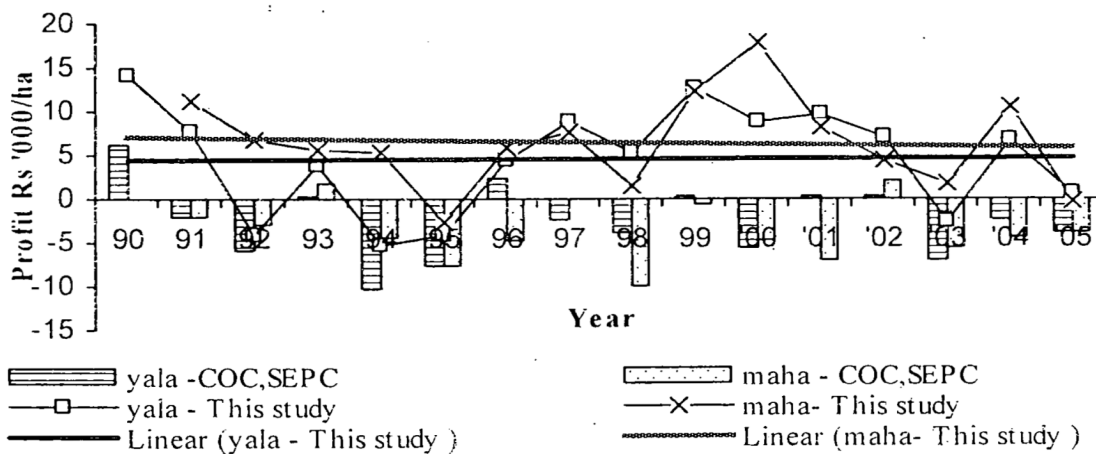 Profit Rs '000/ha
20
15
10
5
0
-5
-10
-15
90 91 92 93 94 95 96 97 98 99 '00 '01 '02 '03 '04 '05
Year
yala -COC,SEPC
maha - COC,SEPC
yala - This study
maha- This study
Linear (yala - This study )
Linear (maha- This study )